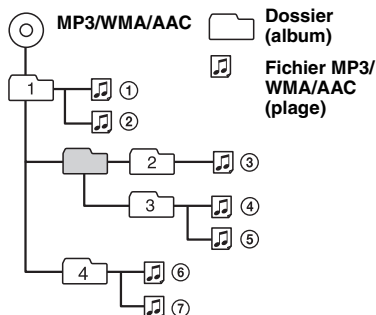 MP3/WMA/AAC
Dossier
(album)
Fichier MP3/
WMA/AAC
(plage)
1
①
②
2
③
3
④
⑤
4
⑥
⑦